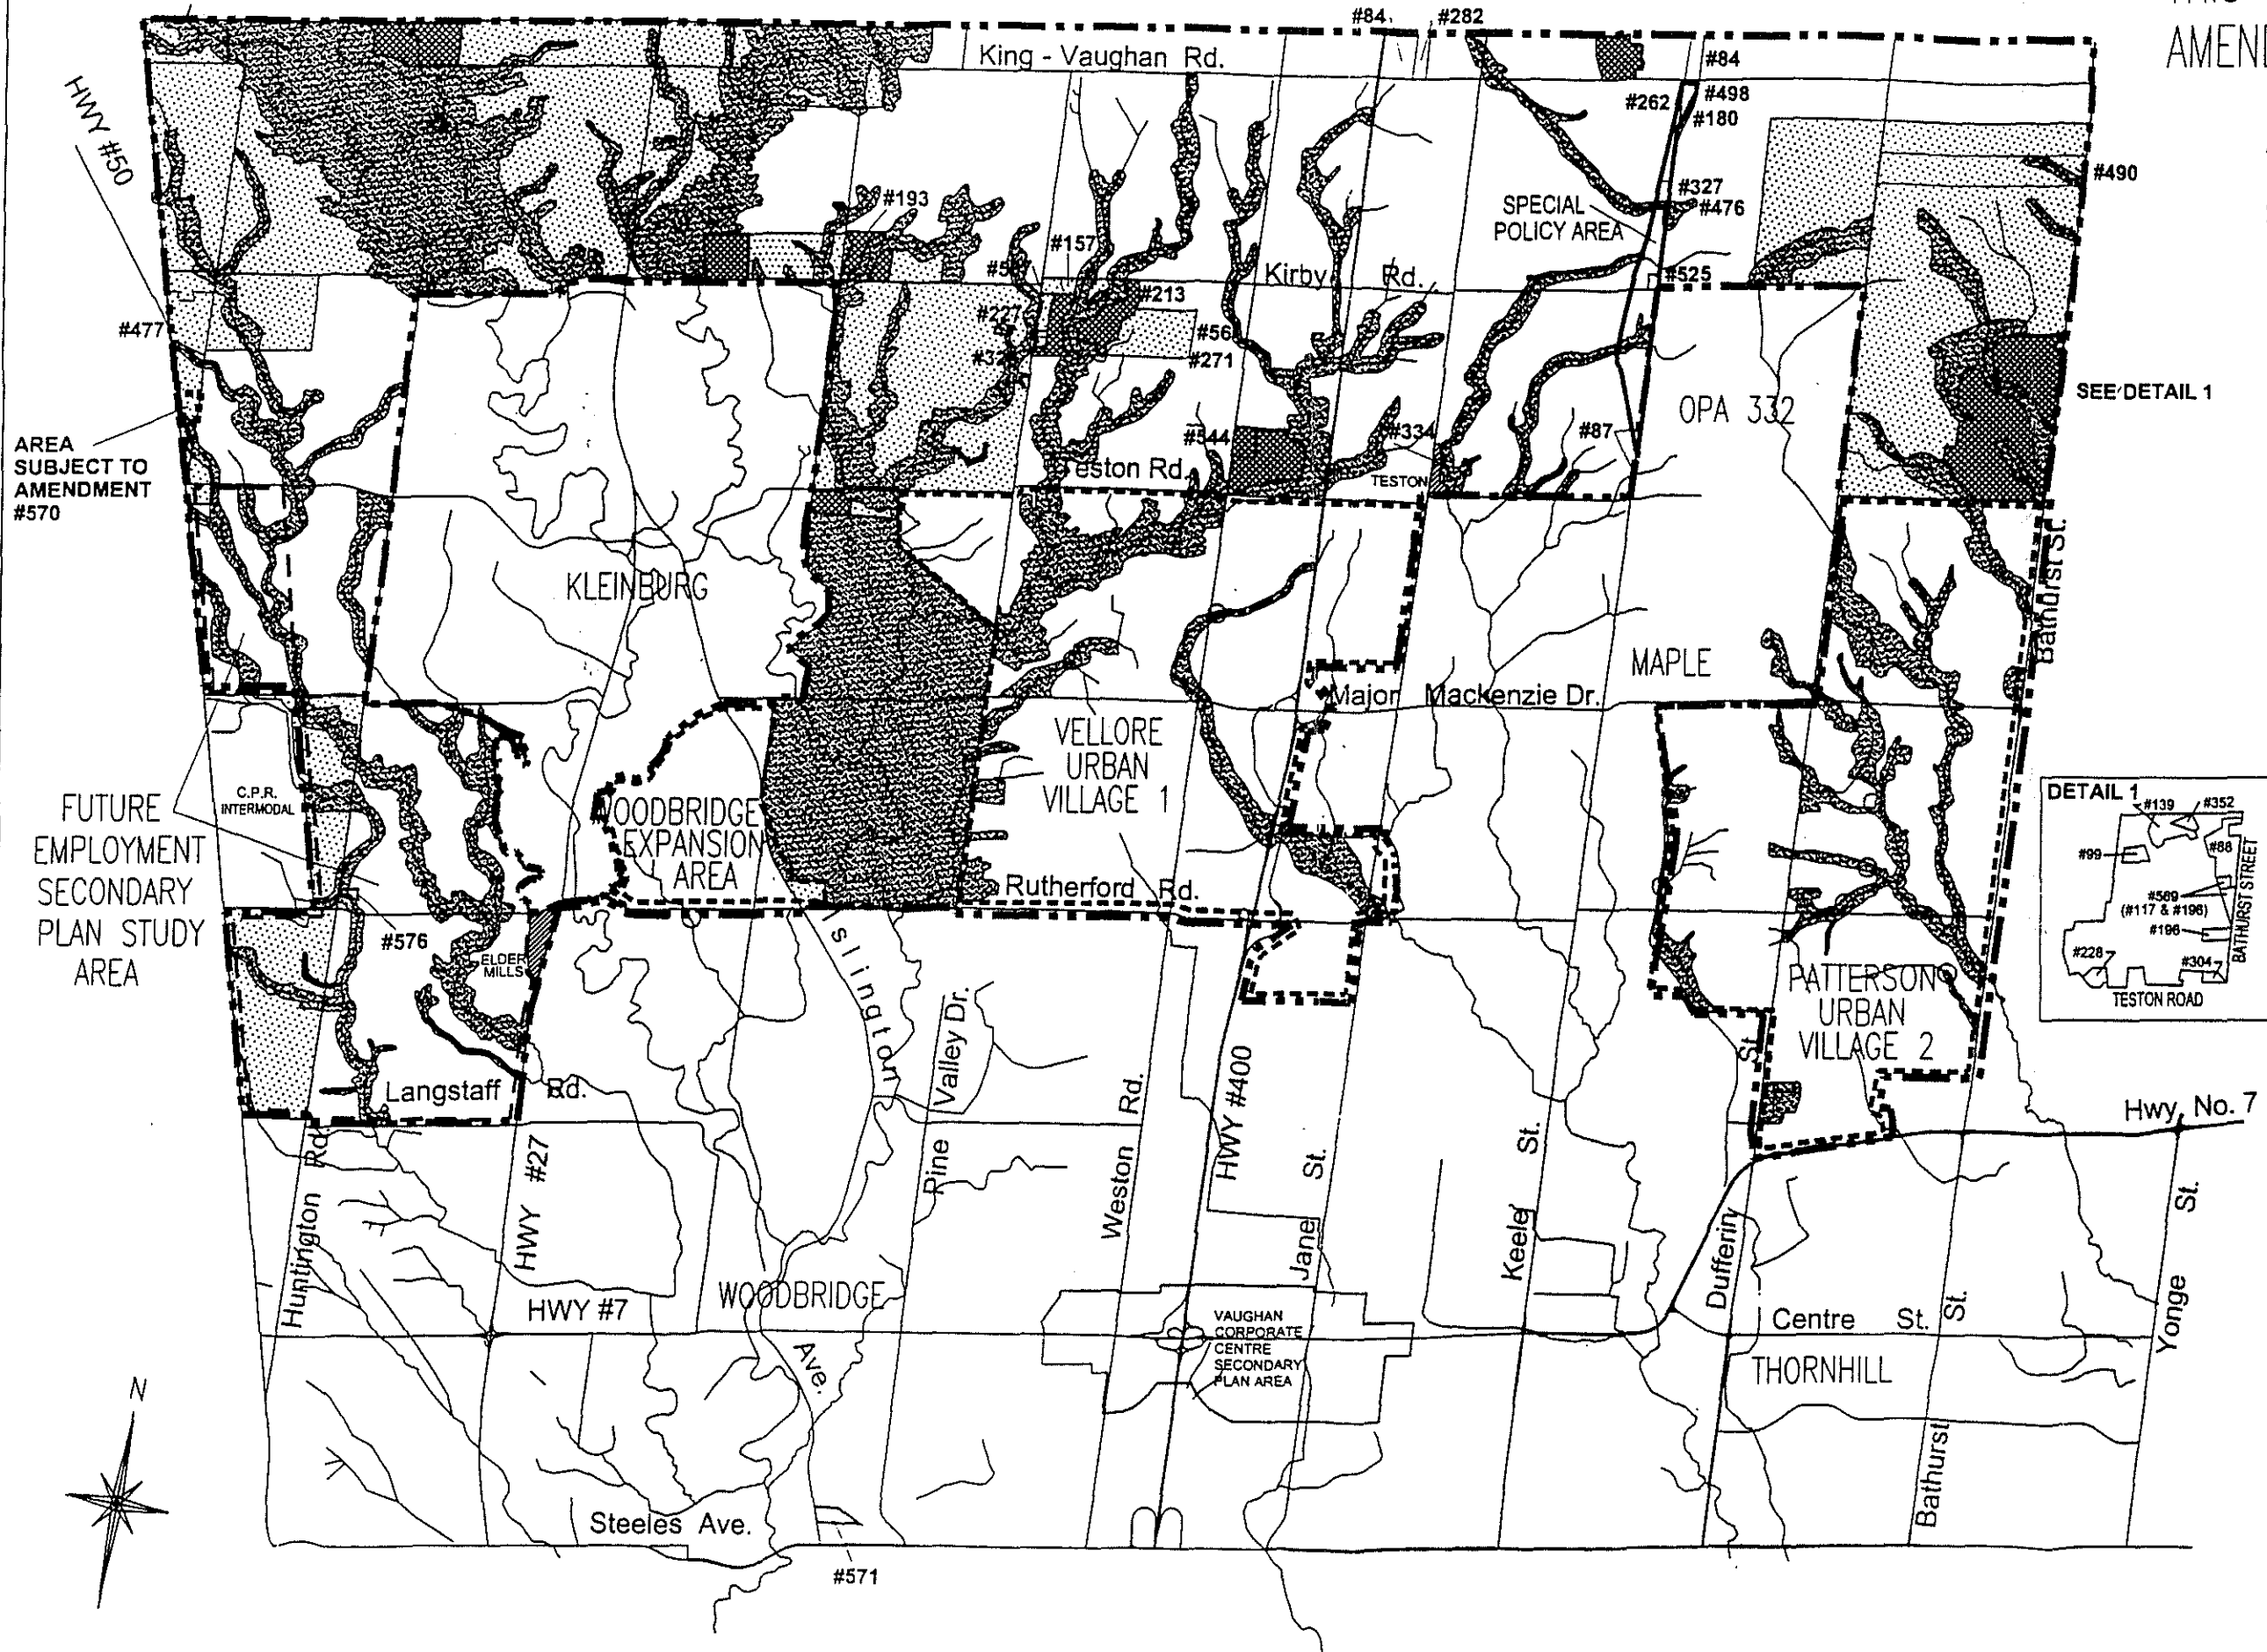 #84
#282
AMEND
King - Vaughan Rd.
#84
HWY #50
#262
#498
#180
#490
#193
#327
#476
SPECIAL
POLICY AREA
#157
Kirby Rd.
#525
#213
#227
#477
#56
#271
SEE DETAIL 1
OPA 332
AREA
SUBJECT TO
AMENDMENT
#570
#544
#334
#87
Teston Rd.
TESTON
KLEINBURG
Bathurst St.
MAPLE
Major Mackenzie Dr.
VELLORE
URBAN
VILLAGE 1
C.P.R.
INTERMODAL
FUTURE
EMPLOYMENT
SECONDARY
PLAN STUDY
AREA
WOODBRIDGE
EXPANSION
AREA
Rutherford Rd.
DETAIL 1
#139
#352
#99
#88
#569
(#117 & #196)
#196
#228
#304
BATHURST STREET
TESTON ROAD
#576
ELDER
MILLS
Islington
PATTERSON
URBAN
VILLAGE 2
Valley Dr.
Langstaff Rd.
HWY #400
St.
Hwy. No. 7
Rd.
Huntington
HWY #27
Pine
Weston
Rd.
Jane
St.
Keele
St.
Dufferin
Yonge
St.
HWY #7
WOODBRIDGE
Ave.
VAUGHAN
CORPORATE
CENTRE
SECONDARY
PLAN AREA
Centre St.
St.
THORNHILL
N
Bathurst
Steeles Ave.
#571